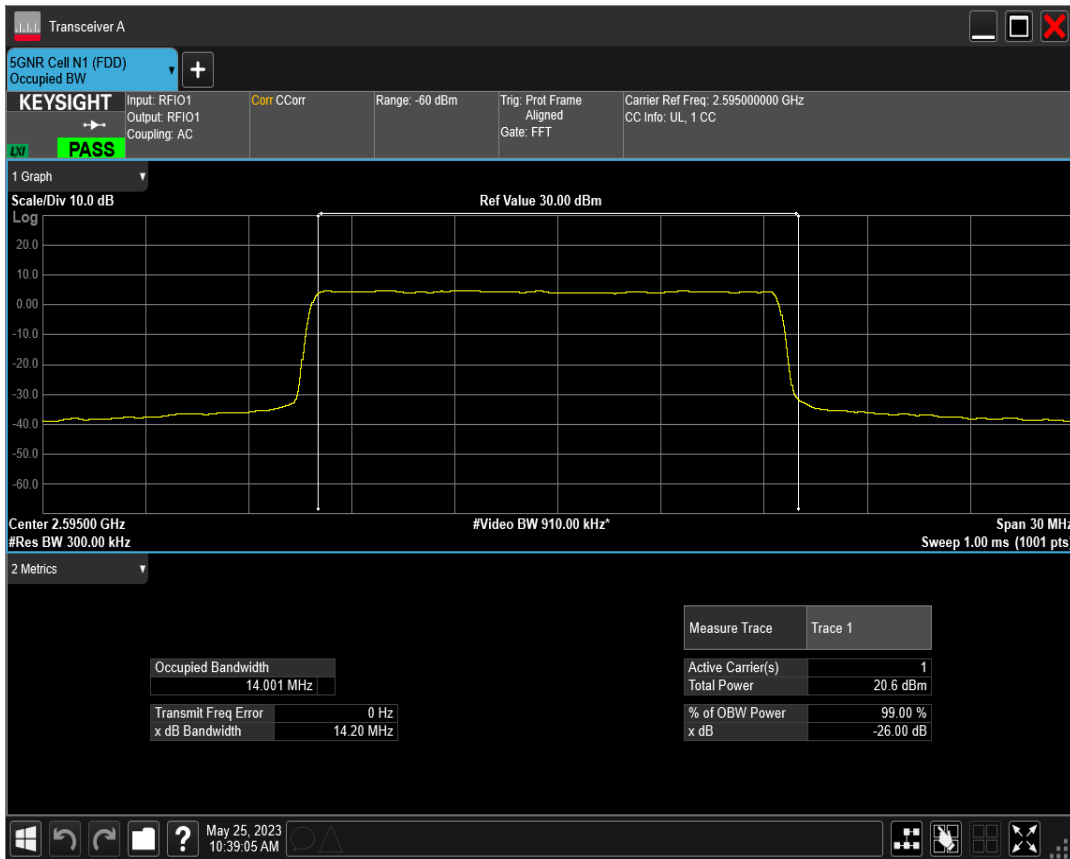 Transceiver A
5GNR Cell N1 (FDD)
Occupied BW
+
KEYSIGHT
LXI
PASS
Input: RFIO1
Output: RFIO1
Coupling: AC
Corr CCorr
Range: -60 dBm
Trig: Prot Frame
Aligned
Gate: FFT
Carrier Ref Freq: 2.595000000 GHz
CC Info: UL, 1 CC
1 Graph
Scale/Div 10.0 dB
Ref Value 30.00 dBm
Log
20.0
10.0
0.00
-10.0
-20.0
-30.0
-40.0
-50.0
-60.0
Center 2.59500 GHz
#Video BW 910.00 kHz*
Span 30 MHz
#Res BW 300.00 kHz
Sweep 1.00 ms (1001 pts)
2 Metrics
Measure Trace Trace 1
Occupied Bandwidth
14.001 MHz
Active Carrier(s) 1
Total Power 20.6 dBm
Transmit Freq Error 0 Hz
x dB Bandwidth 14.20 MHz
% of OBW Power 99.00 %
x dB -26.00 dB
?
May 25, 2023
10:39:05 AM